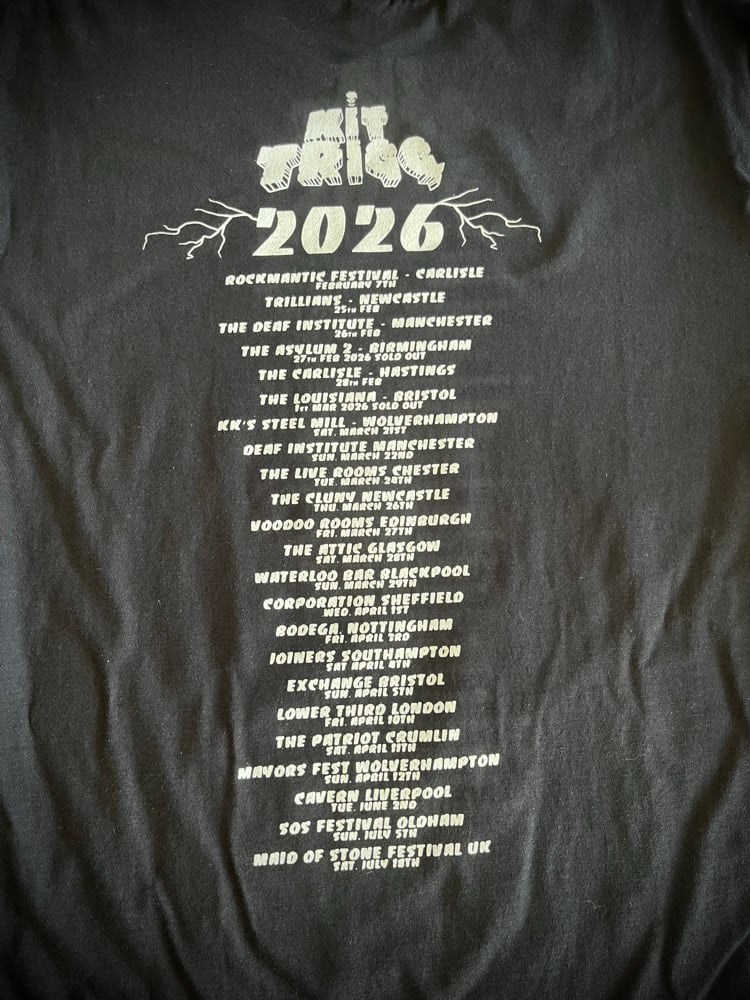 KiT
TRiGG
2026
ROCKMANTIC FESTIVAL - CARLISLE
FEBRUARY 7TH
TRILLIANS - NEWCASTLE
25TH FEB
THE DEAF INSTITUTE - MANCHESTER
26TH FEB
THE ASYLUM 2 - BIRMINGHAM
27TH FEB 2026 SOLD OUT
THE CARLISLE - HASTINGS
28TH FEB
THE LOUISIANA - BRISTOL
1ST MAR 2026 SOLD OUT
KK'S STEEL MILL - WOLVERHAMPTON
SAT. MARCH 21ST
DEAF INSTITUTE MANCHESTER
SUN. MARCH 22ND
THE LIVE ROOMS CHESTER
TUE. MARCH 24TH
THE CLUNY NEWCASTLE
THU. MARCH 26TH
VOODOO ROOMS EDINBURGH
FRI. MARCH 27TH
THE ATTIC GLASGOW
SAT. MARCH 28TH
WATERLOO BAR BLACKPOOL
SUN. MARCH 29TH
CORPORATION SHEFFIELD
WED. APRIL 1ST
BODEGA, NOTTINGHAM
FRI. APRIL 3RD
JOINERS SOUTHAMPTON
SAT APRIL 4TH
EXCHANGE BRISTOL
SUN. APRIL 5TH
LOWER THIRD LONDON
FRI. APRIL 10TH
THE PATRIOT CRUMLIN
SAT. APRIL 11TH
MAYORS FEST WOLVERHAMPTON
SUN. APRIL 12TH
CAVERN LIVERPOOL
TUE. JUNE 2ND
SOS FESTIVAL OLDHAM
SUN. JULY 5TH
MAID OF STONE FESTIVAL UK
SAT. JULY 18TH